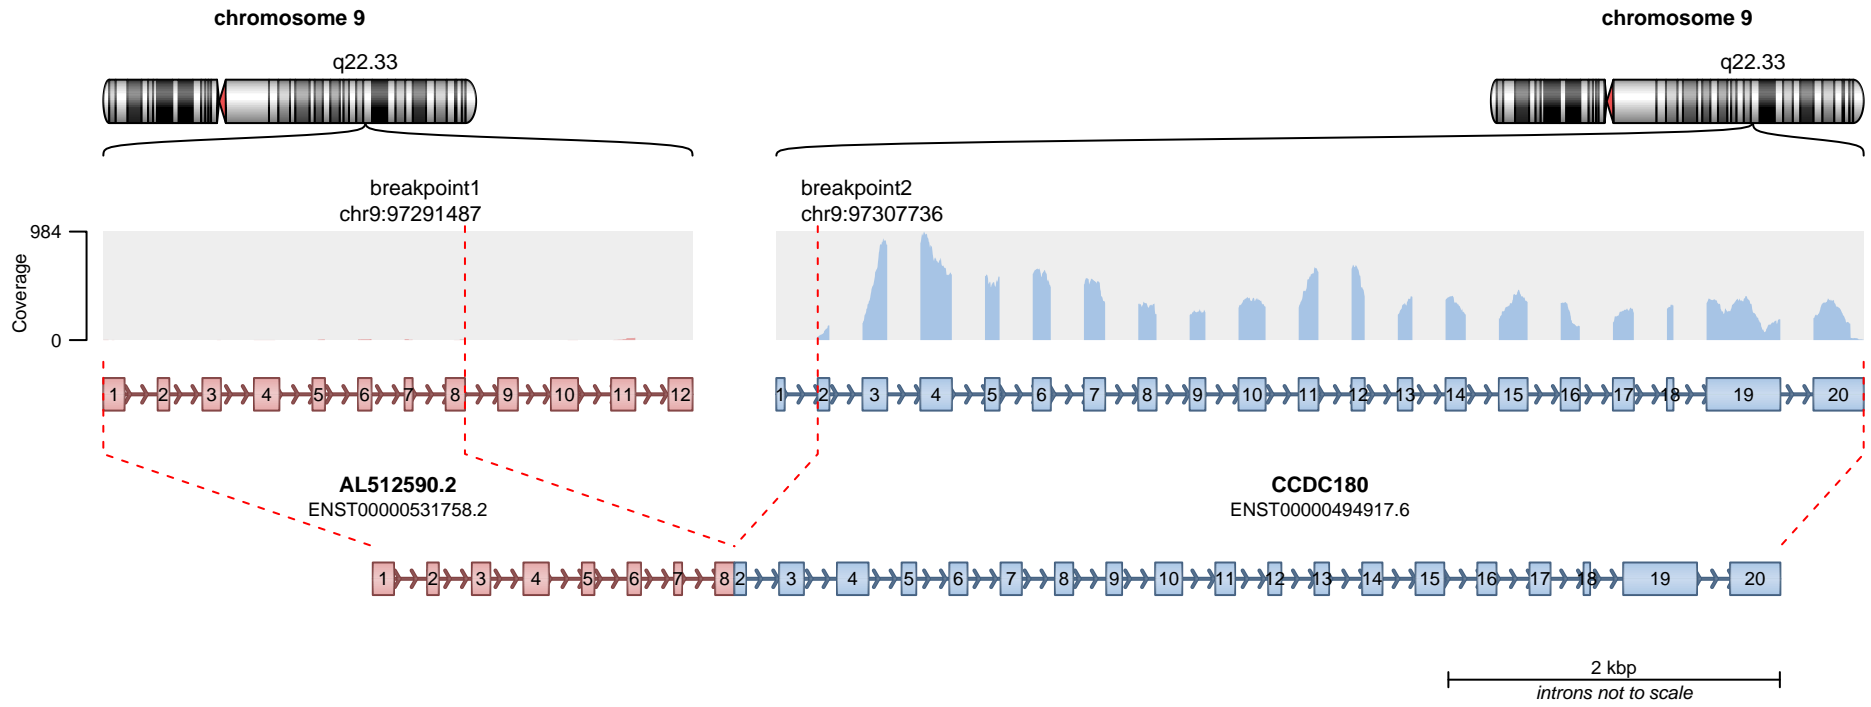 chromosome 9
chromosome 9
q22.33
q22.33
breakpoint1
chr9:97291487
breakpoint2
chr9:97307736
984
0
Coverage
1 2 3 4 5 6 7 8 9 10 11 12
1 2 3 4 5 6 7 8 9 10 11 12 13 14 15 16 17 18 19 20
AL512590.2
ENST00000531758.2
CCDC180
ENST00000494917.6
1 2 3 4 5 6 7 8 2 3 4 5 6 7 8 9 10 11 12 13 14 15 16 17 18 19 20
2 kbp
introns not to scale